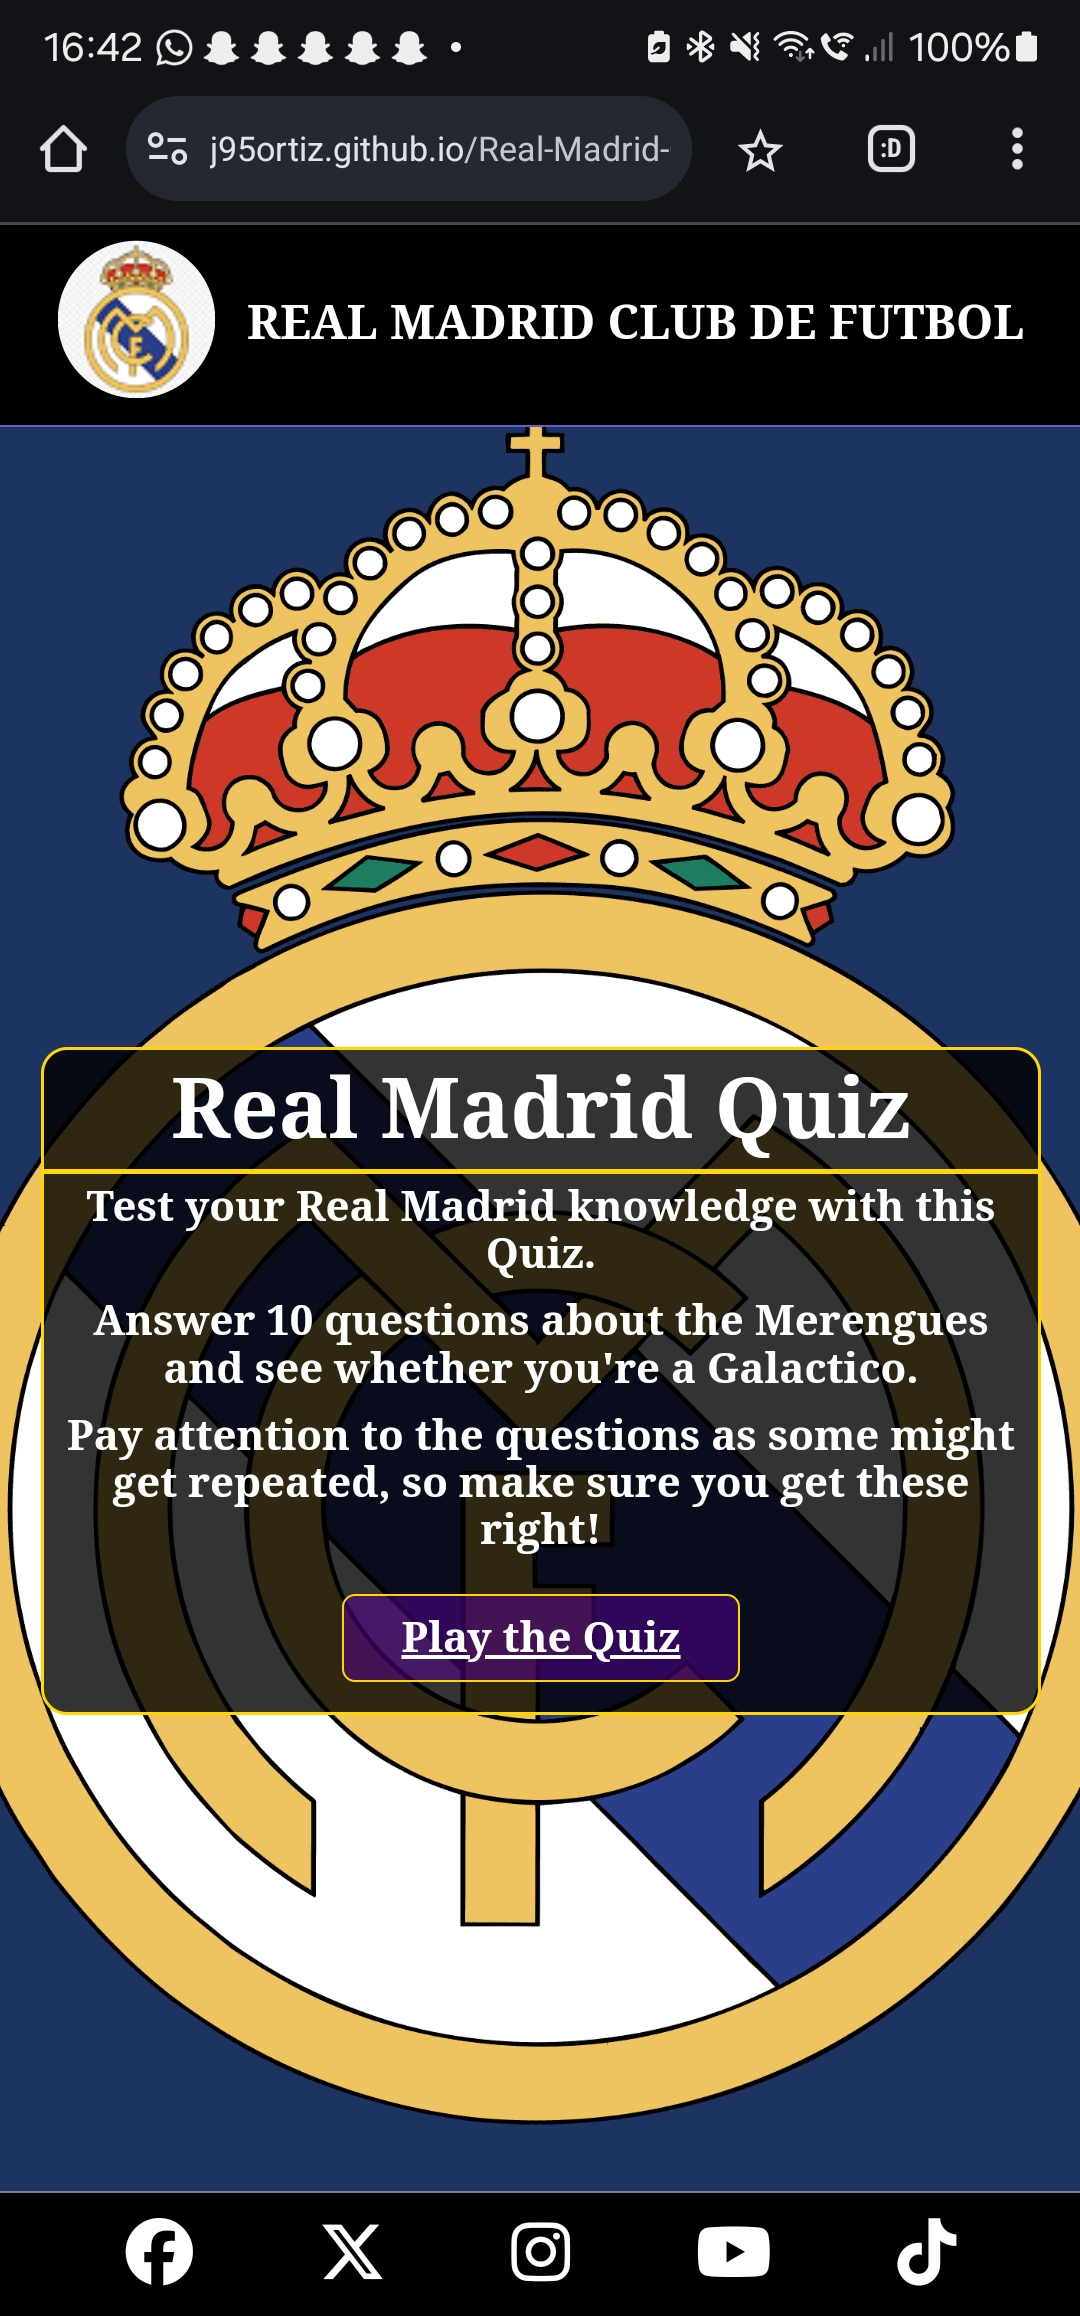 16:42
100%
j95ortiz.github.io/Real-Madrid-
:D
REAL MADRID CLUB DE FUTBOL
Real Madrid Quiz
Test your Real Madrid knowledge with this
Quiz.
Answer 10 questions about the Merengues
and see whether you're a Galactico.
Pay attention to the questions as some might
get repeated, so make sure you get these
right!
Play the Quiz